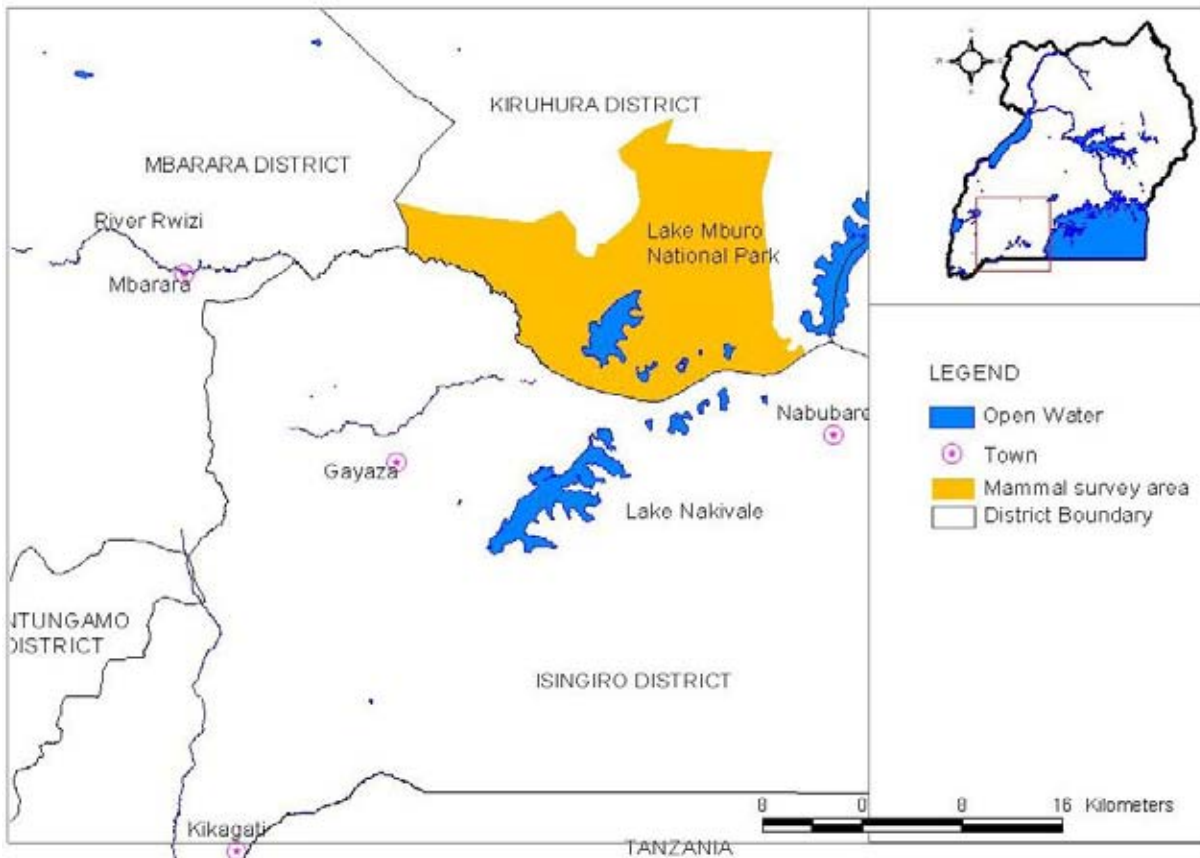 KIRUHURA DISTRICT
MBARARA DISTRICT
River Rwizi
Mbarara
Lake Mburo
National Park
Nabubare
Gayaza
Lake Nakivale
NTUNGAMO
DISTRICT
ISINGIRO DISTRICT
Kikagati
TANZANIA
LEGEND
Open Water
Town
Mammal survey area
District Boundary
8 0 8 16 Kilometers